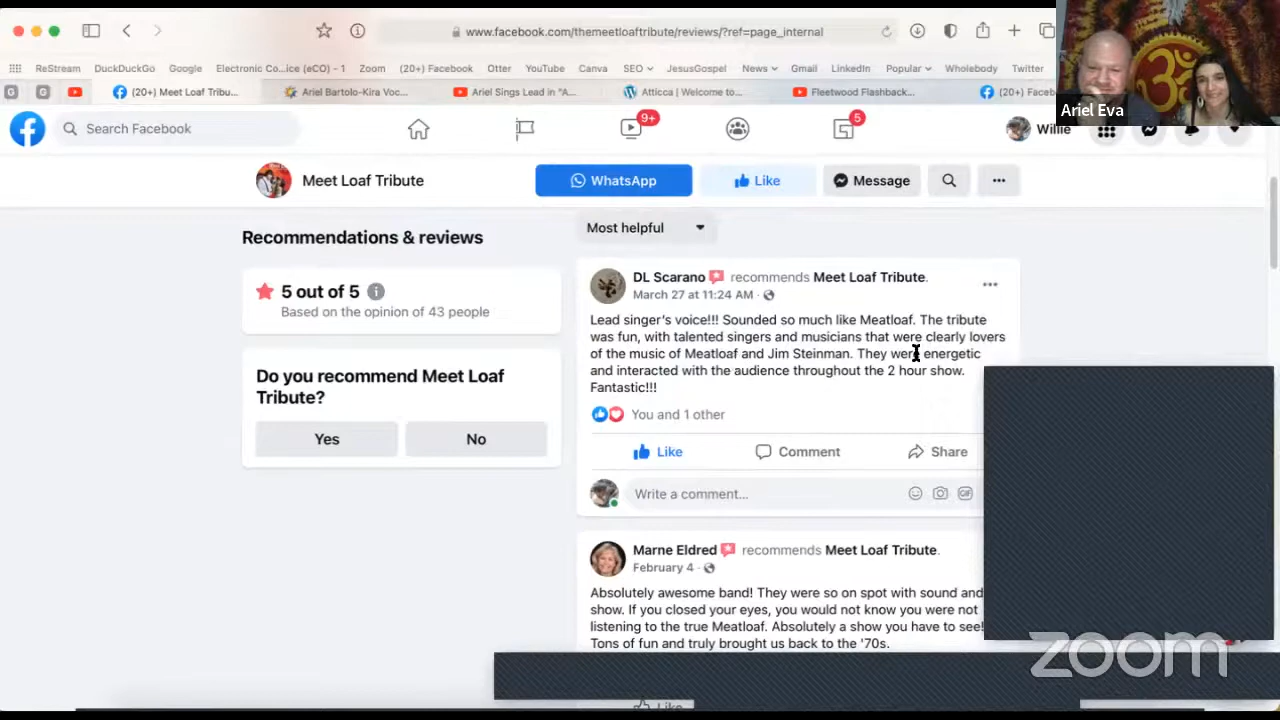 www.facebook.com/themeetloaftribute/reviews/?ref=page_internal
ReStream DuckDuckGo Google Electronic Co...ice (eCO) - 1 Zoom (20+) Facebook Otter YouTube Canva SEO JesusGospel News Gmail LinkedIn Popular Wholebody Twitter
(20+) Meet Loaf Tribu... Ariel Bartolo-Kira Voc... Ariel Sings Lead in "A... Atticca | Welcome to... Fleetwood Flashback... (20+) Faceb
Ariel Eva
Search Facebook 9+ 5 Willie
Meet Loaf Tribute WhatsApp Like Message
Recommendations & reviews
5 out of 5
Based on the opinion of 43 people
Do you recommend Meet Loaf
Tribute?
Yes No
Most helpful
DL Scarano recommends Meet Loaf Tribute.
March 27 at 11:24 AM ·
Lead singer's voice!!! Sounded so much like Meatloaf. The tribute
was fun, with talented singers and musicians that were clearly lovers
of the music of Meatloaf and Jim Steinman. They were energetic
and interacted with the audience throughout the 2 hour show.
Fantastic!!!
You and 1 other
Like Comment Share
Write a comment...
GIF
Marne Eldred recommends Meet Loaf Tribute.
February 4 ·
Absolutely awesome band! They were so on spot with sound and
show. If you closed your eyes, you would not know you were not
listening to the true Meatloaf. Absolutely a show you have to see!
Tons of fun and truly brought us back to the '70s.
Like
zoom